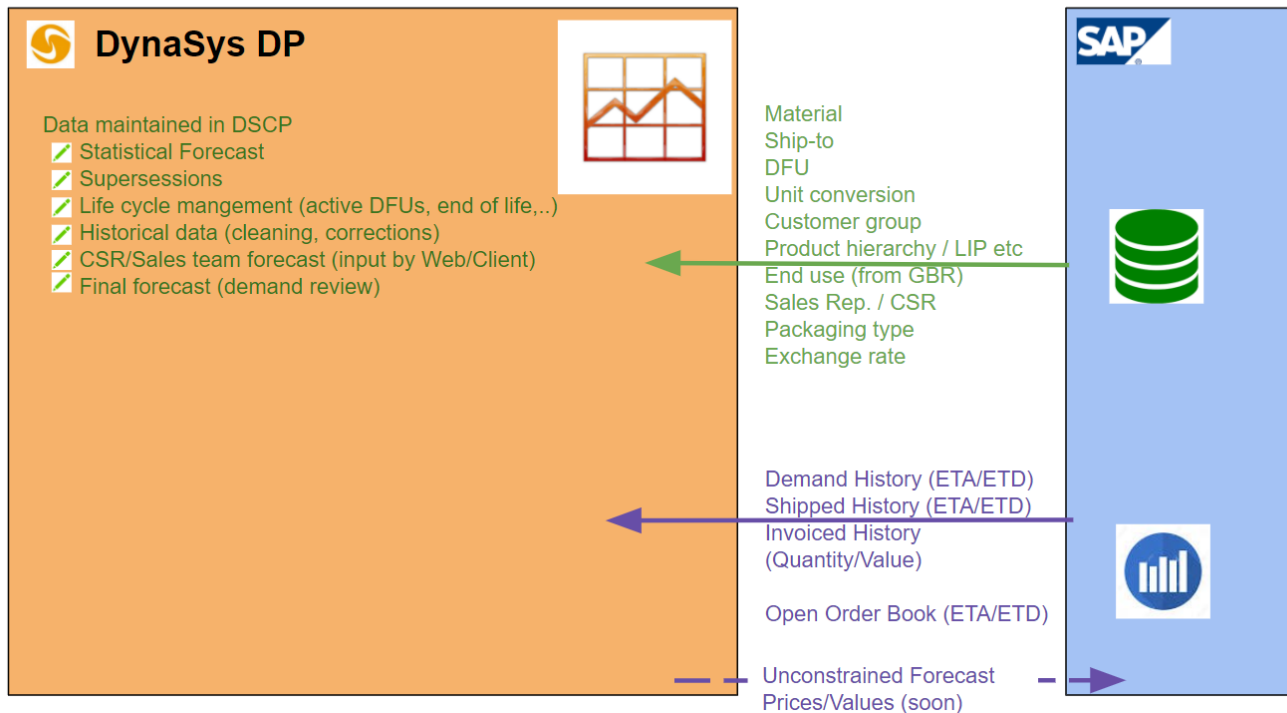 DynaSys DP
SAP
®
Data maintained in DSCP
Statistical Forecast
Supersessions
Life cycle mangement (active DFUs, end of life,..)
Historical data (cleaning, corrections)
CSR/Sales team forecast (input by Web/Client)
Final forecast (demand review)
Material
Ship-to
DFU
Unit conversion
Customer group
Product hierarchy / LIP etc
End use (from GBR)
Sales Rep. / CSR
Packaging type
Exchange rate
Demand History (ETA/ETD)
Shipped History (ETA/ETD)
Invoiced History
(Quantity/Value)
Open Order Book (ETA/ETD)
Unconstrained Forecast
Prices/Values (soon)